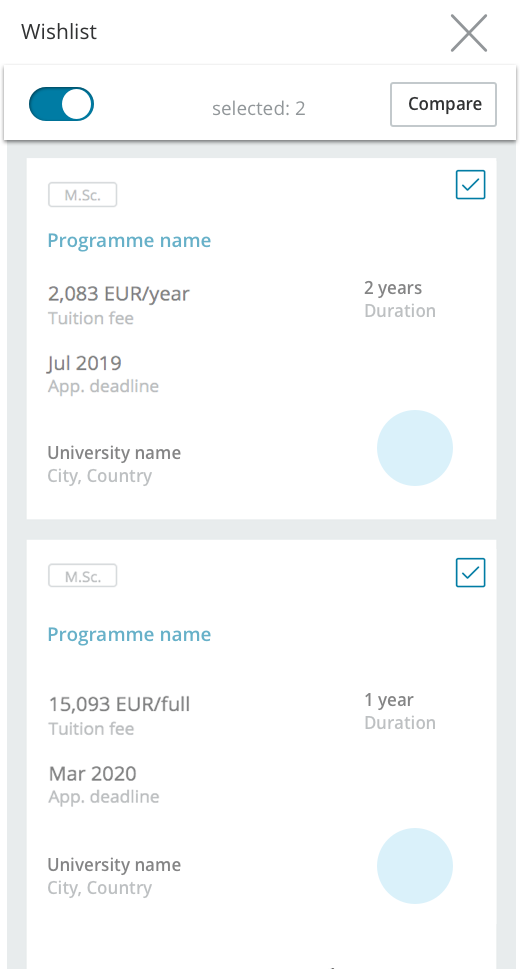 Wishlist
selected: 2
Compare
M.Sc.
Programme name
2,083 EUR/year
Tuition fee
2 years
Duration
Jul 2019
App. deadline
University name
City, Country
M.Sc.
Programme name
15,093 EUR/full
Tuition fee
1 year
Duration
Mar 2020
App. deadline
University name
City, Country